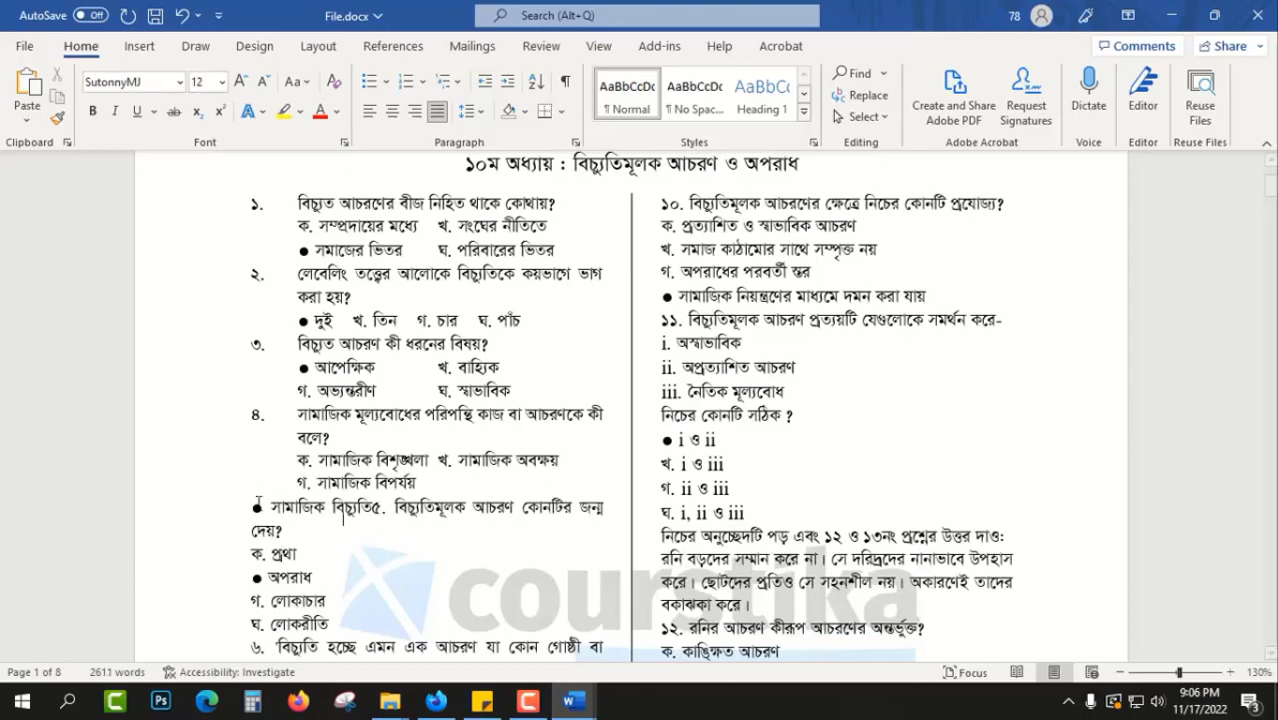 AutoSave Off File.docx Search (Alt+Q) 78
File Home Insert Draw Design Layout References Mailings Review View Add-ins Help Acrobat Comments Share
Paste SutonnyMJ 12 Aa
B I U ab x₂ x² A A
AaBbCcDc AaBbCcDc AaBbCc
¶ Normal ¶ No Spac... Heading 1
Find Replace Select
Create and Share Adobe PDF Request Signatures Dictate Editor Reuse Files
Clipboard Font Paragraph Styles Editing Adobe Acrobat Voice Editor Reuse Files
১০ম অধ্যায় : বিচ্যুতিমূলক আচরণ ও অপরাধ
১. বিচ্যুত আচরণের বীজ নিহিত থাকে কোথায়?
ক. সম্প্রদায়ের মধ্যে খ. সংঘের নীতিতে
● সমাজের ভিতর ঘ. পরিবারের ভিতর
২. লেবেলিং তত্ত্বের আলোকে বিচ্যুতিকে কয়ভাগে ভাগ
করা হয়?
● দুই খ. তিন গ. চার ঘ. পাঁচ
৩. বিচ্যুত আচরণ কী ধরনের বিষয়?
● আপেক্ষিক খ. বাহ্যিক
গ. অভ্যন্তরীণ ঘ. স্বাভাবিক
৪. সামাজিক মূল্যবোধের পরিপন্থি কাজ বা আচরণকে কী
বলে?
ক. সামাজিক বিশৃঙ্খলা খ. সামাজিক অবক্ষয়
গ. সামাজিক বিপর্যয়
● সামাজিক বিচ্যুতি৫. বিচ্যুতিমূলক আচরণ কোনটির জন্ম
দেয়?
ক. প্রথা
● অপরাধ
গ. লোকাচার
ঘ. লোকরীতি
৬. 'বিচ্যুতি হচ্ছে এমন এক আচরণ যা কোন গোষ্ঠী বা
১০. বিচ্যুতিমূলক আচরণের ক্ষেত্রে নিচের কোনটি প্রযোজ্য?
ক. প্রত্যাশিত ও স্বাভাবিক আচরণ
খ. সমাজ কাঠামোর সাথে সম্পৃক্ত নয়
গ. অপরাধের পরবর্তী স্তর
● সামাজিক নিয়ন্ত্রণের মাধ্যমে দমন করা যায়
১১. বিচ্যুতিমূলক আচরণ প্রত্যয়টি যেগুলোকে সমর্থন করে-
i. অস্বাভাবিক
ii. অপ্রত্যাশিত আচরণ
iii. নৈতিক মূল্যবোধ
নিচের কোনটি সঠিক ?
● i ও ii
খ. i ও iii
গ. ii ও iii
ঘ. i, ii ও iii
নিচের অনুচ্ছেদটি পড় এবং ১২ ও ১৩নং প্রশ্নের উত্তর দাও:
রনি বড়দের সম্মান করে না। সে দরিদ্রদের নানাভাবে উপহাস
করে। ছোটদের প্রতিও সে সহনশীল নয়। অকারণেই তাদের
বকাঝকা করে।
১২. রনির আচরণ কীরূপ আচরণের অন্তর্ভুক্ত?
ক. কাঙ্ক্ষিত আচরণ
courstika
Page 1 of 8 2611 words Accessibility: Investigate Focus 130%
9:06 PM
11/17/2022